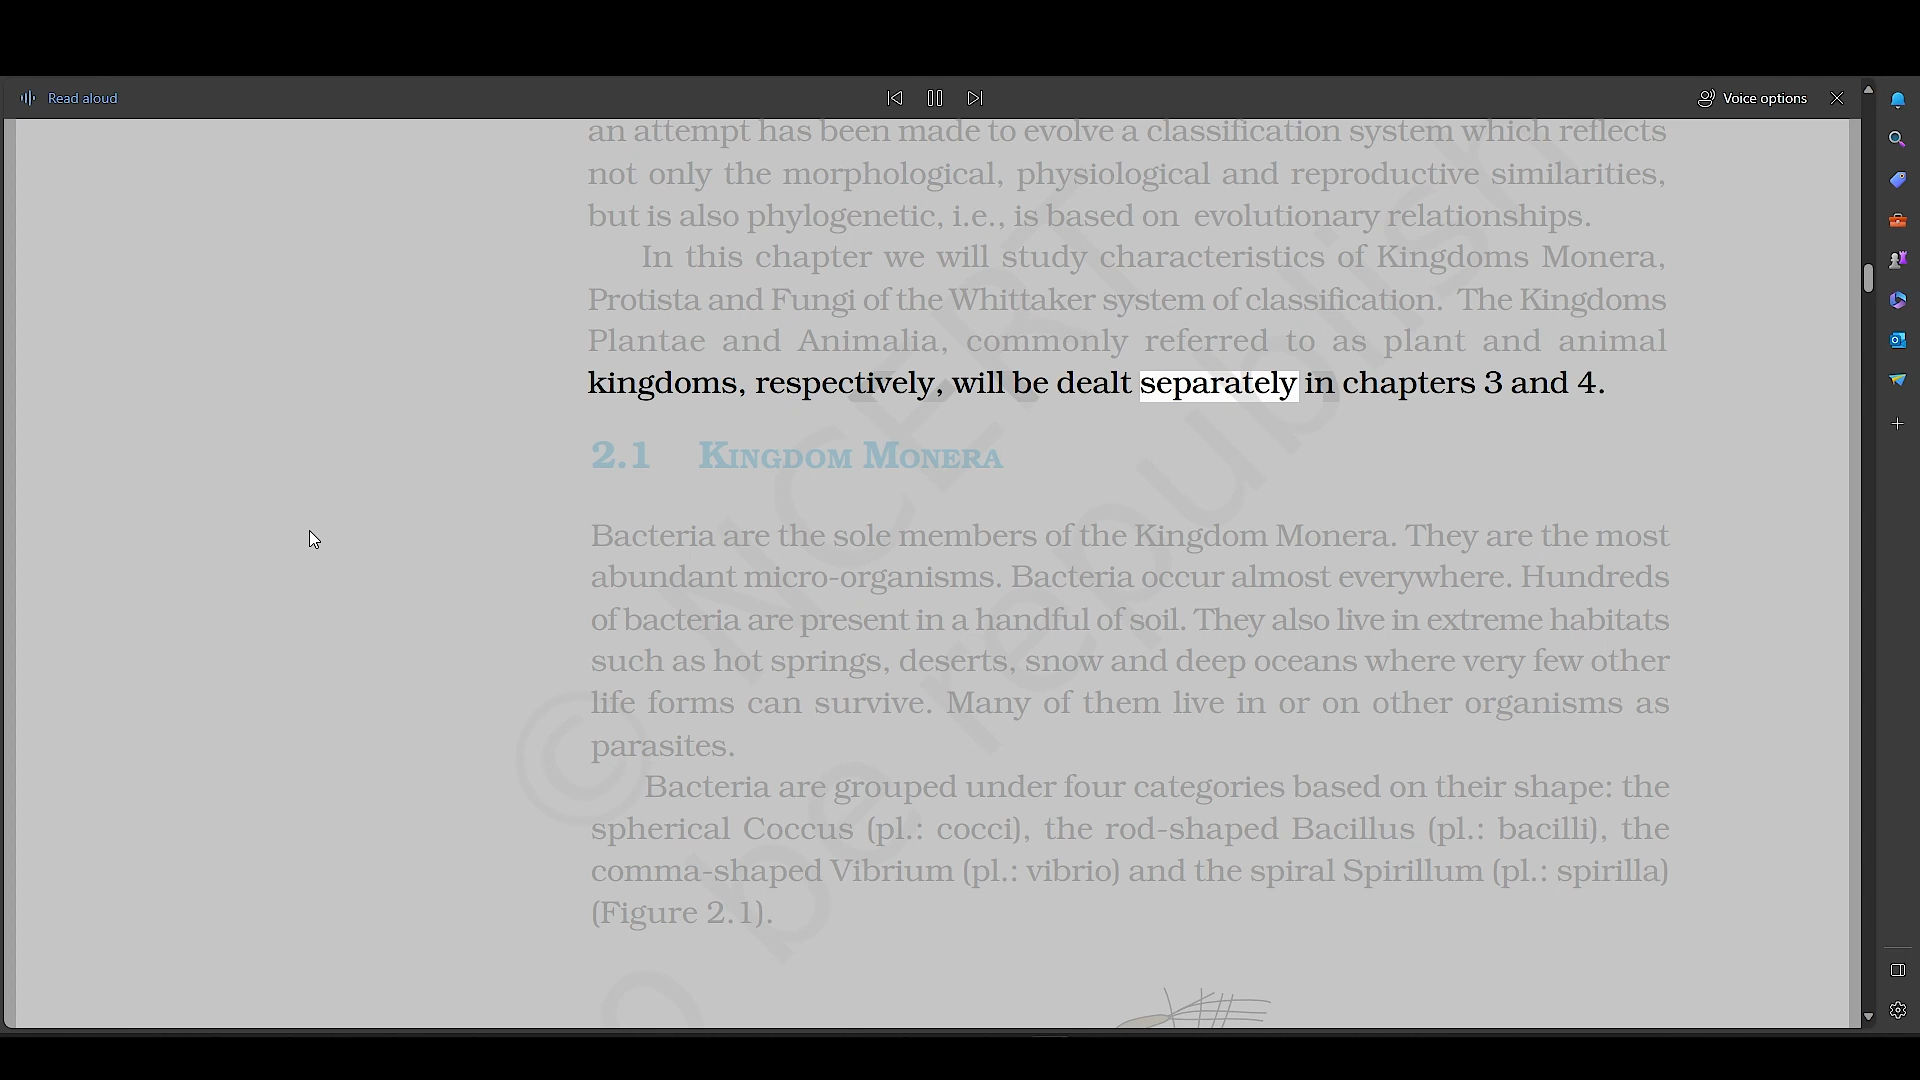 Read aloud
Voice options
an attempt has been made to evolve a classification system which reflects
not only the morphological, physiological and reproductive similarities,
but is also phylogenetic, i.e., is based on evolutionary relationships.
In this chapter we will study characteristics of Kingdoms Monera,
Protista and Fungi of the Whittaker system of classification. The Kingdoms
Plantae and Animalia, commonly referred to as plant and animal
kingdoms, respectively, will be dealt separately in chapters 3 and 4.
2.1 KINGDOM MONERA
Bacteria are the sole members of the Kingdom Monera. They are the most
abundant micro-organisms. Bacteria occur almost everywhere. Hundreds
of bacteria are present in a handful of soil. They also live in extreme habitats
such as hot springs, deserts, snow and deep oceans where very few other
life forms can survive. Many of them live in or on other organisms as
parasites.
Bacteria are grouped under four categories based on their shape: the
spherical Coccus (pl.: cocci), the rod-shaped Bacillus (pl.: bacilli), the
comma-shaped Vibrium (pl.: vibrio) and the spiral Spirillum (pl.: spirilla)
(Figure 2.1).
© NCERT
o be republish